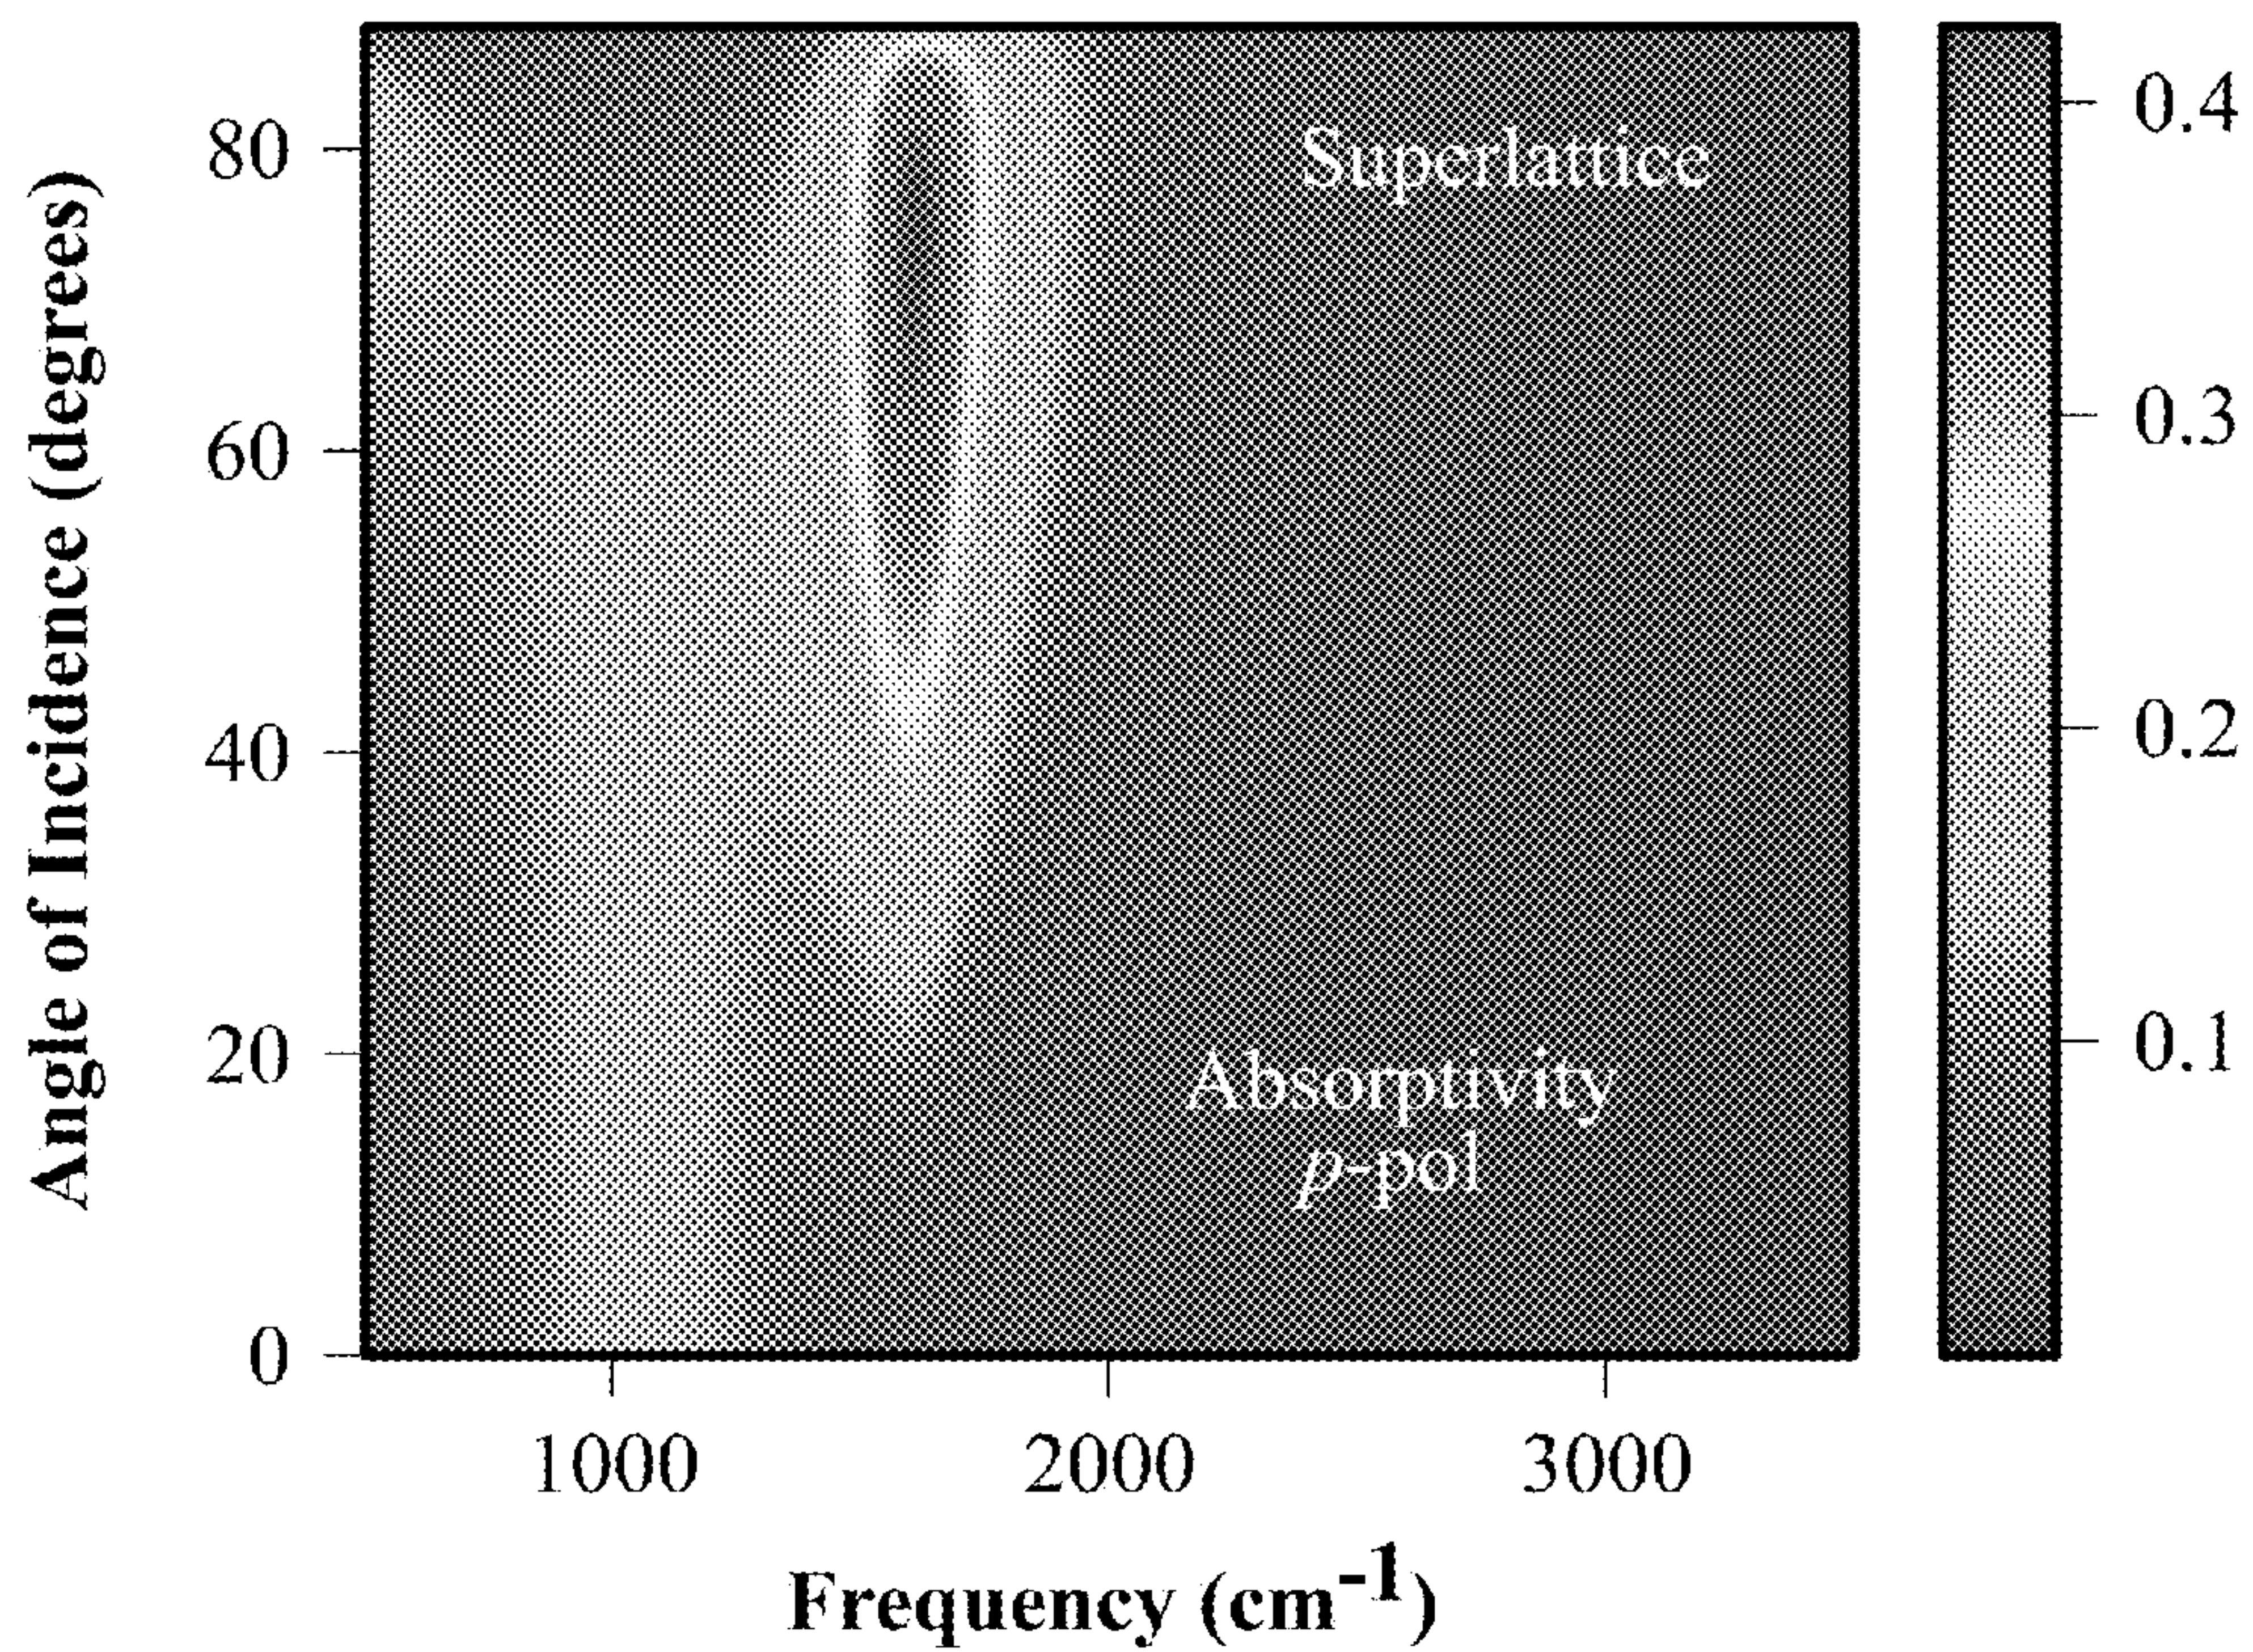 Angle of Incidence (degrees)
80
60
40
20
0
Superlattice
Absorptivity
p-pol
0.4
0.3
0.2
0.1
1000
2000
3000
Frequency (cm⁻¹)